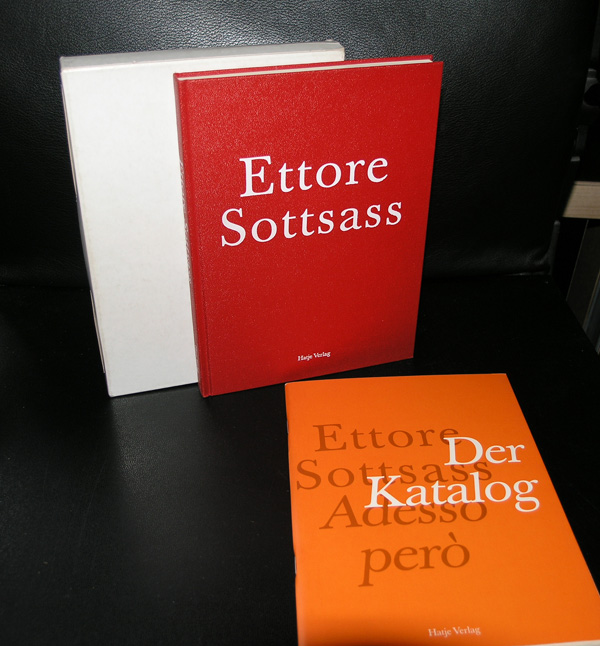 Ettore
Sottsass
Hatje Verlag
Ettore
Sottsass
Adesso
però
Der
Katalog
Hatje Verlag